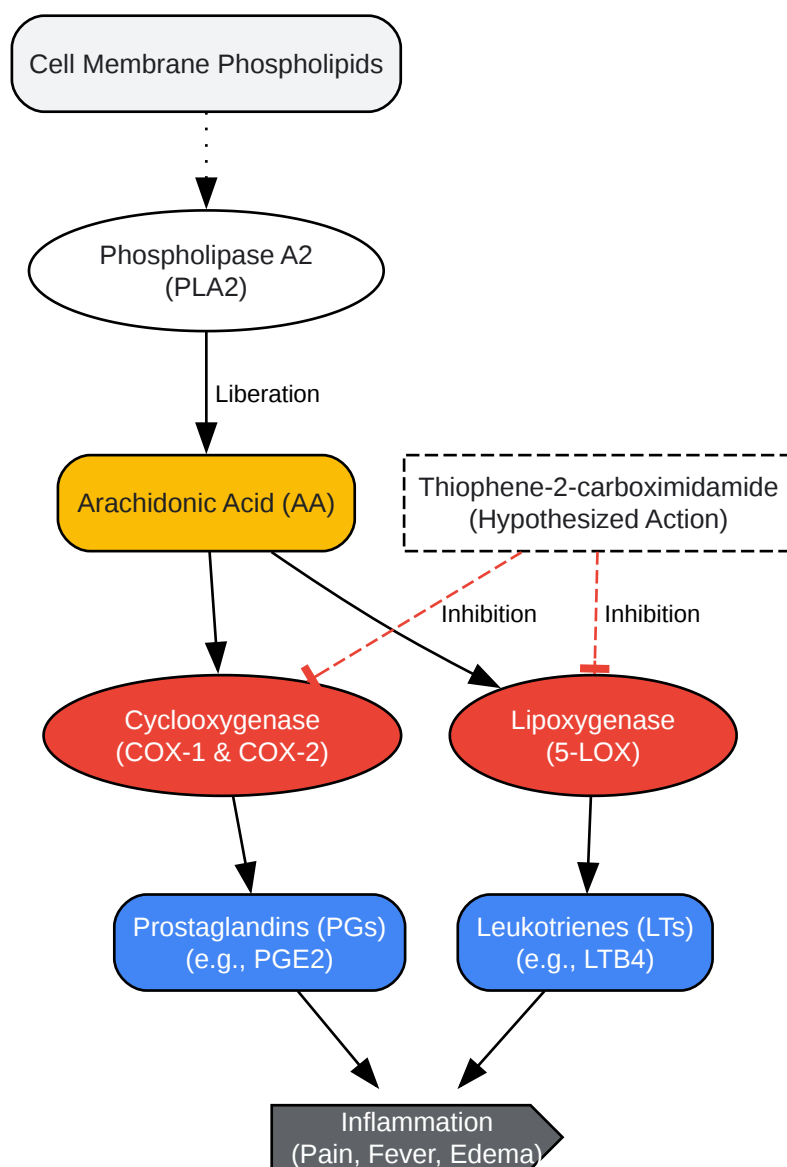 Cell Membrane Phospholipids
Phospholipase A2
(PLA2)
Liberation
Arachidonic Acid (AA)
Thiophene-2-carboximidamide
(Hypothesized Action)
Inhibition
Inhibition
Cyclooxygenase
(COX-1 & COX-2)
Lipoxygenase
(5-LOX)
Prostaglandins (PGs)
(e.g., PGE2)
Leukotrienes (LTs)
(e.g., LTB4)
Inflammation
(Pain, Fever, Edema)